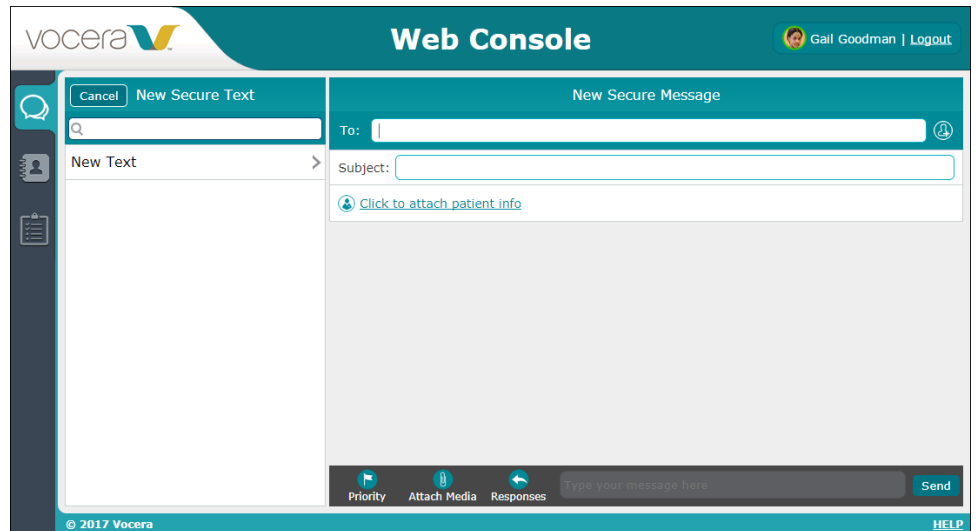 vocera
Web Console
Gail Goodman | Logout
Cancel New Secure Text
New Secure Message
To:
New Text
Subject:
Click to attach patient info
Priority Attach Media Responses
Type your message here
Send
© 2017 Vocera
HELP